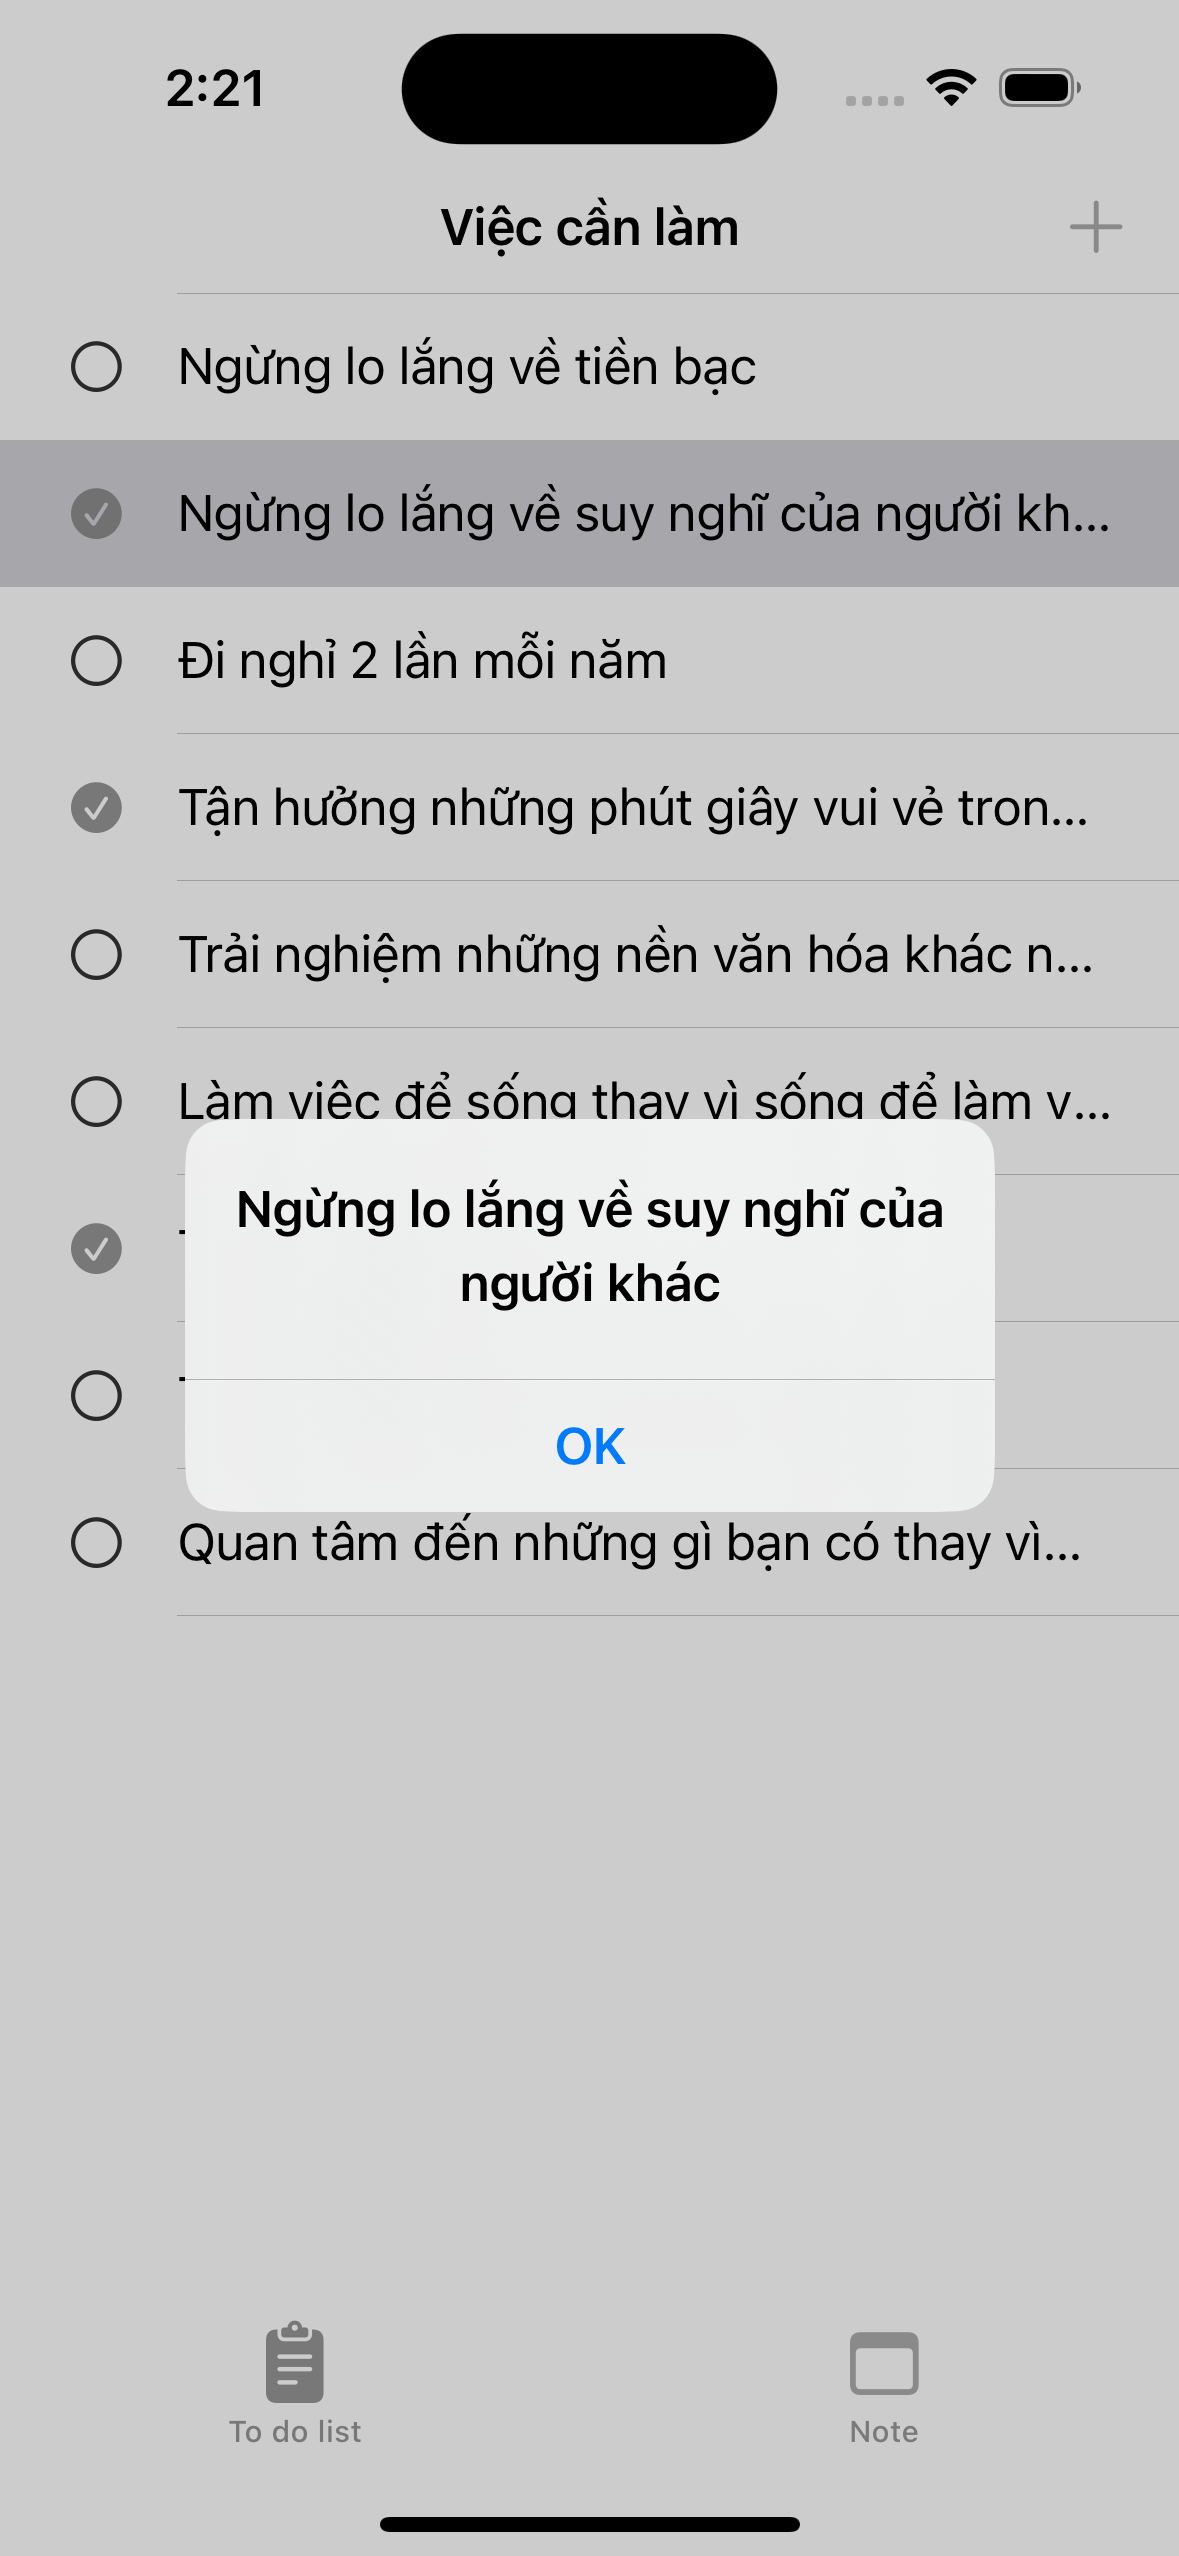 2:21
Việc cần làm
Ngừng lo lắng về tiền bạc
Ngừng lo lắng về suy nghĩ của người kh...
Đi nghỉ 2 lần mỗi năm
Tận hưởng những phút giây vui vẻ tron...
Trải nghiệm những nền văn hóa khác n...
Làm việc để sống thay vì sống để làm v...
Ngừng lo lắng về suy nghĩ của
người khác
OK
Quan tâm đến những gì bạn có thay vì...
To do list
Note